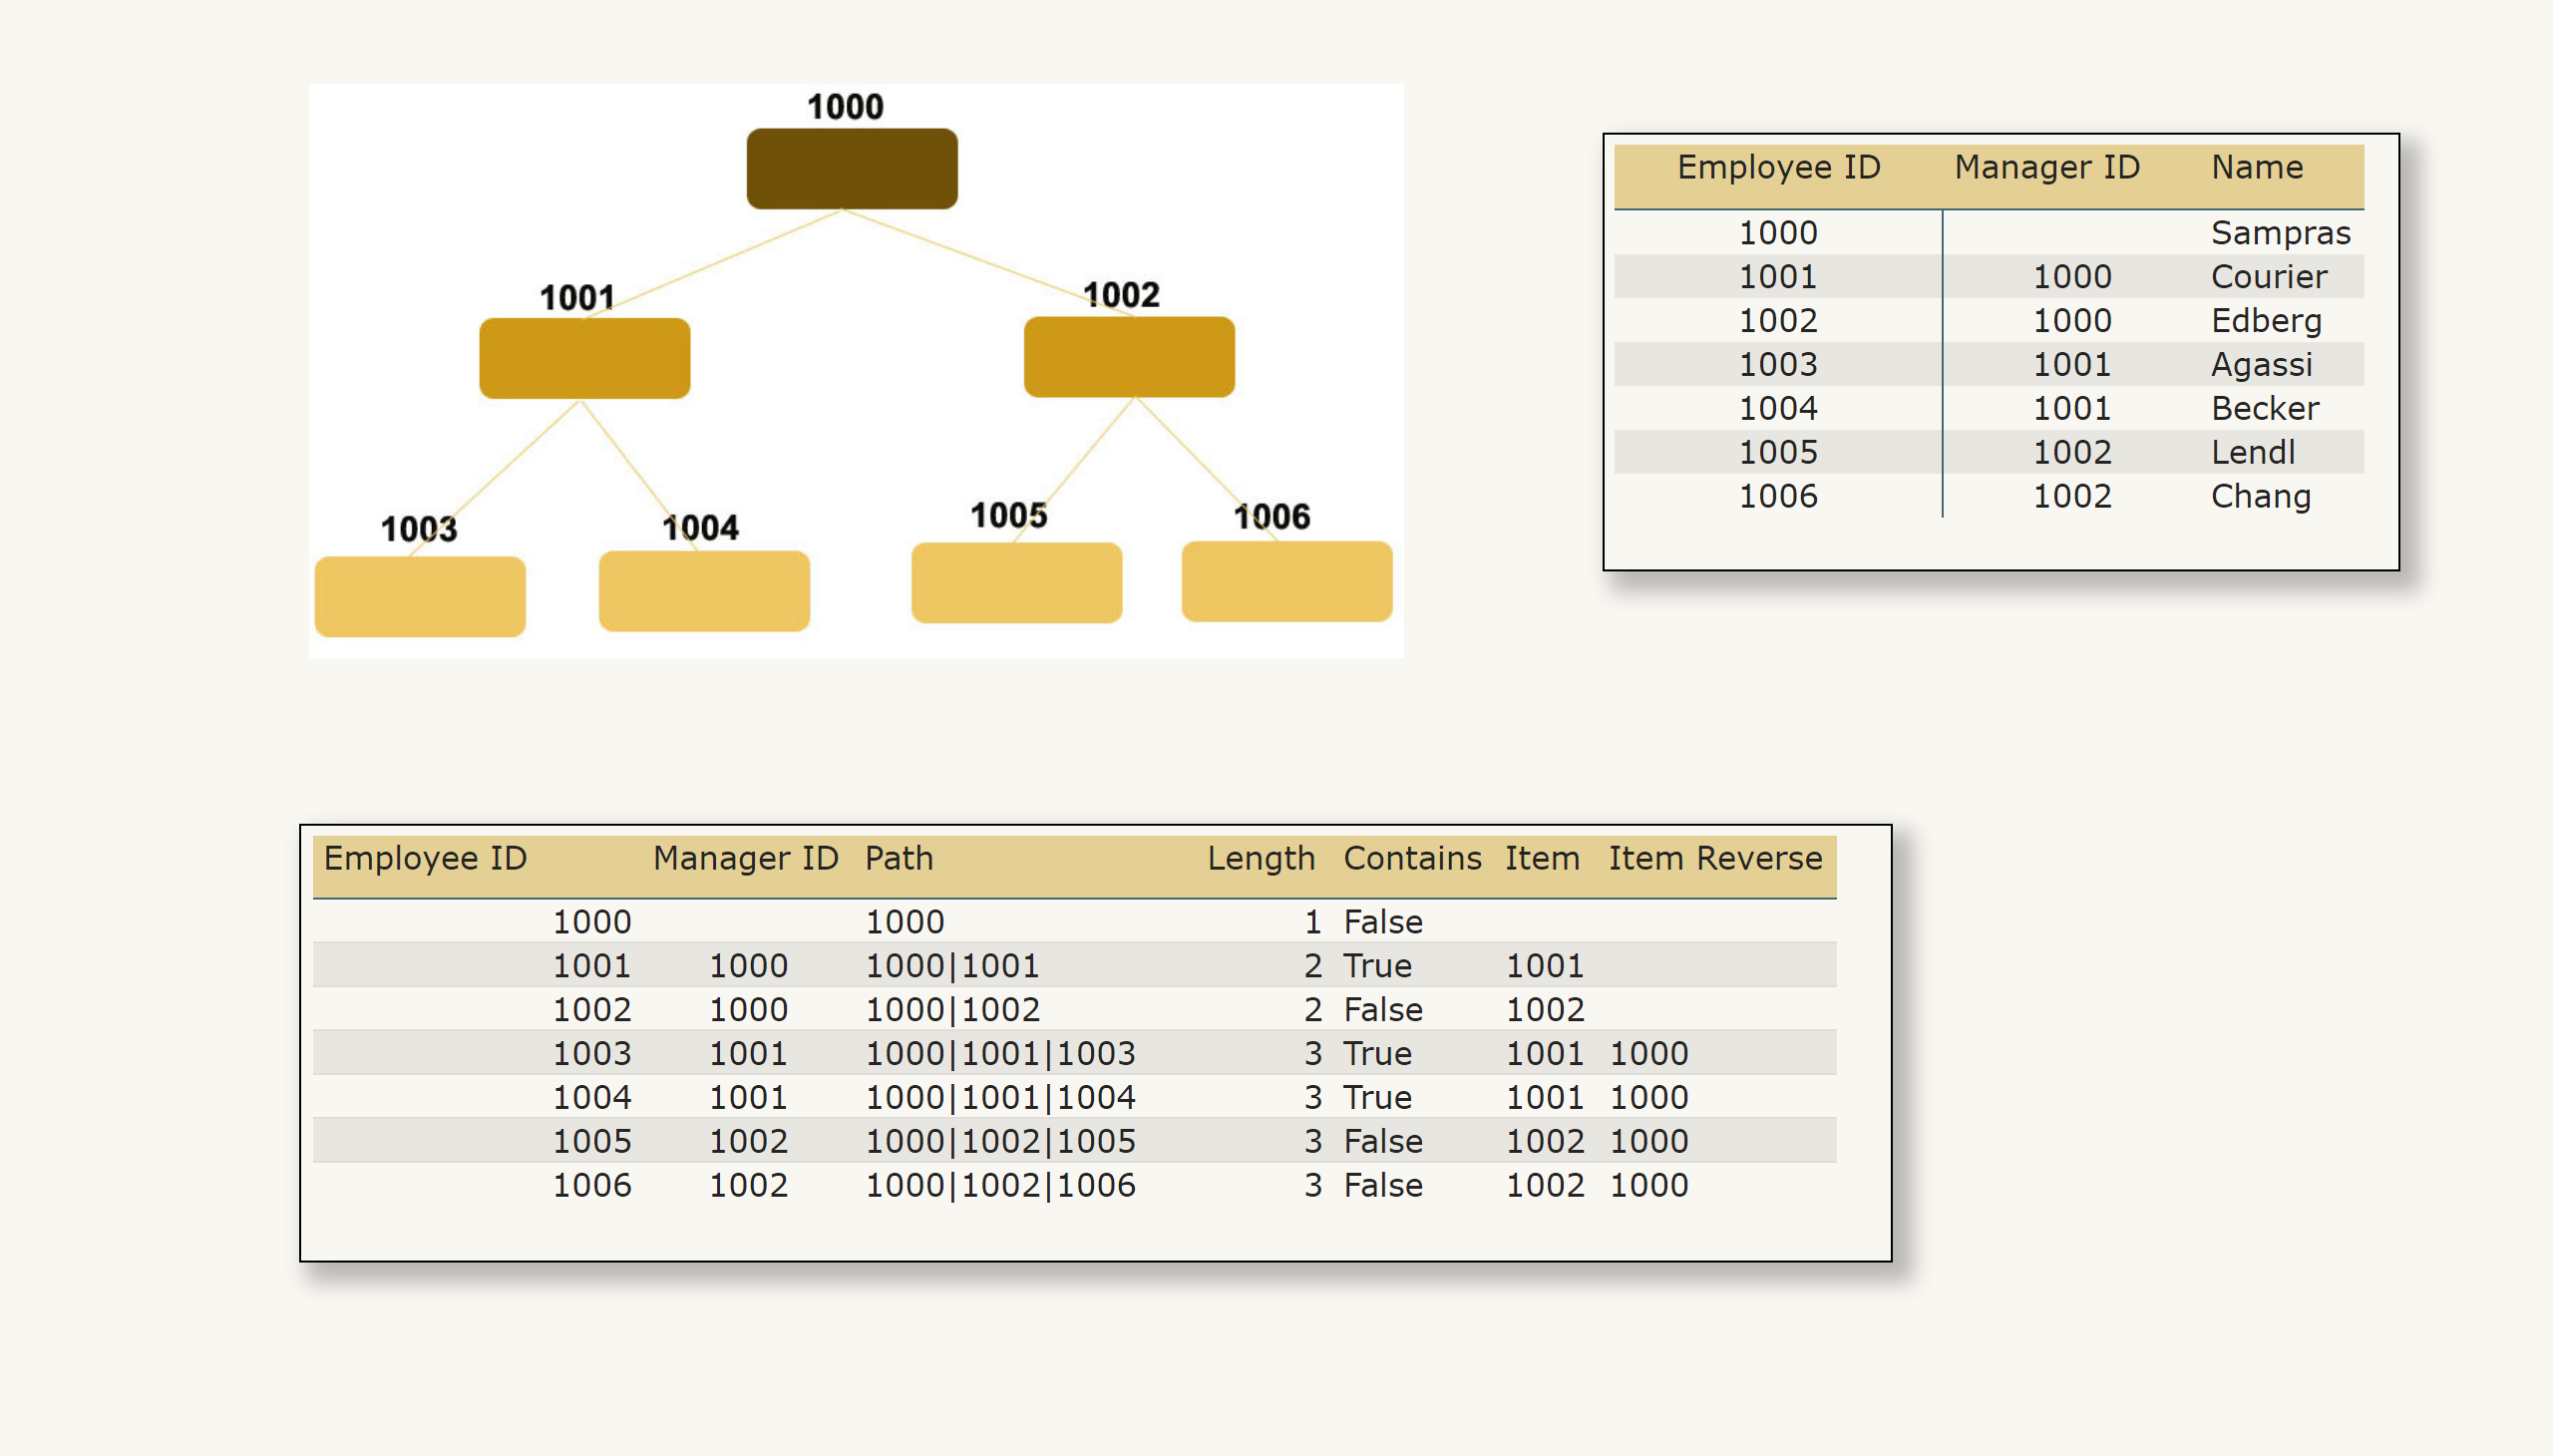 1000
1001
1002
1003
1004
1005
1006
Employee ID Manager ID Name
1000 Sampras
1001 1000 Courier
1002 1000 Edberg
1003 1001 Agassi
1004 1001 Becker
1005 1002 Lendl
1006 1002 Chang
Employee ID Manager ID Path Length Contains Item Item Reverse
1000 1000 1 False
1001 1000 1000|1001 2 True 1001
1002 1000 1000|1002 2 False 1002
1003 1001 1000|1001|1003 3 True 1001 1000
1004 1001 1000|1001|1004 3 True 1001 1000
1005 1002 1000|1002|1005 3 False 1002 1000
1006 1002 1000|1002|1006 3 False 1002 1000